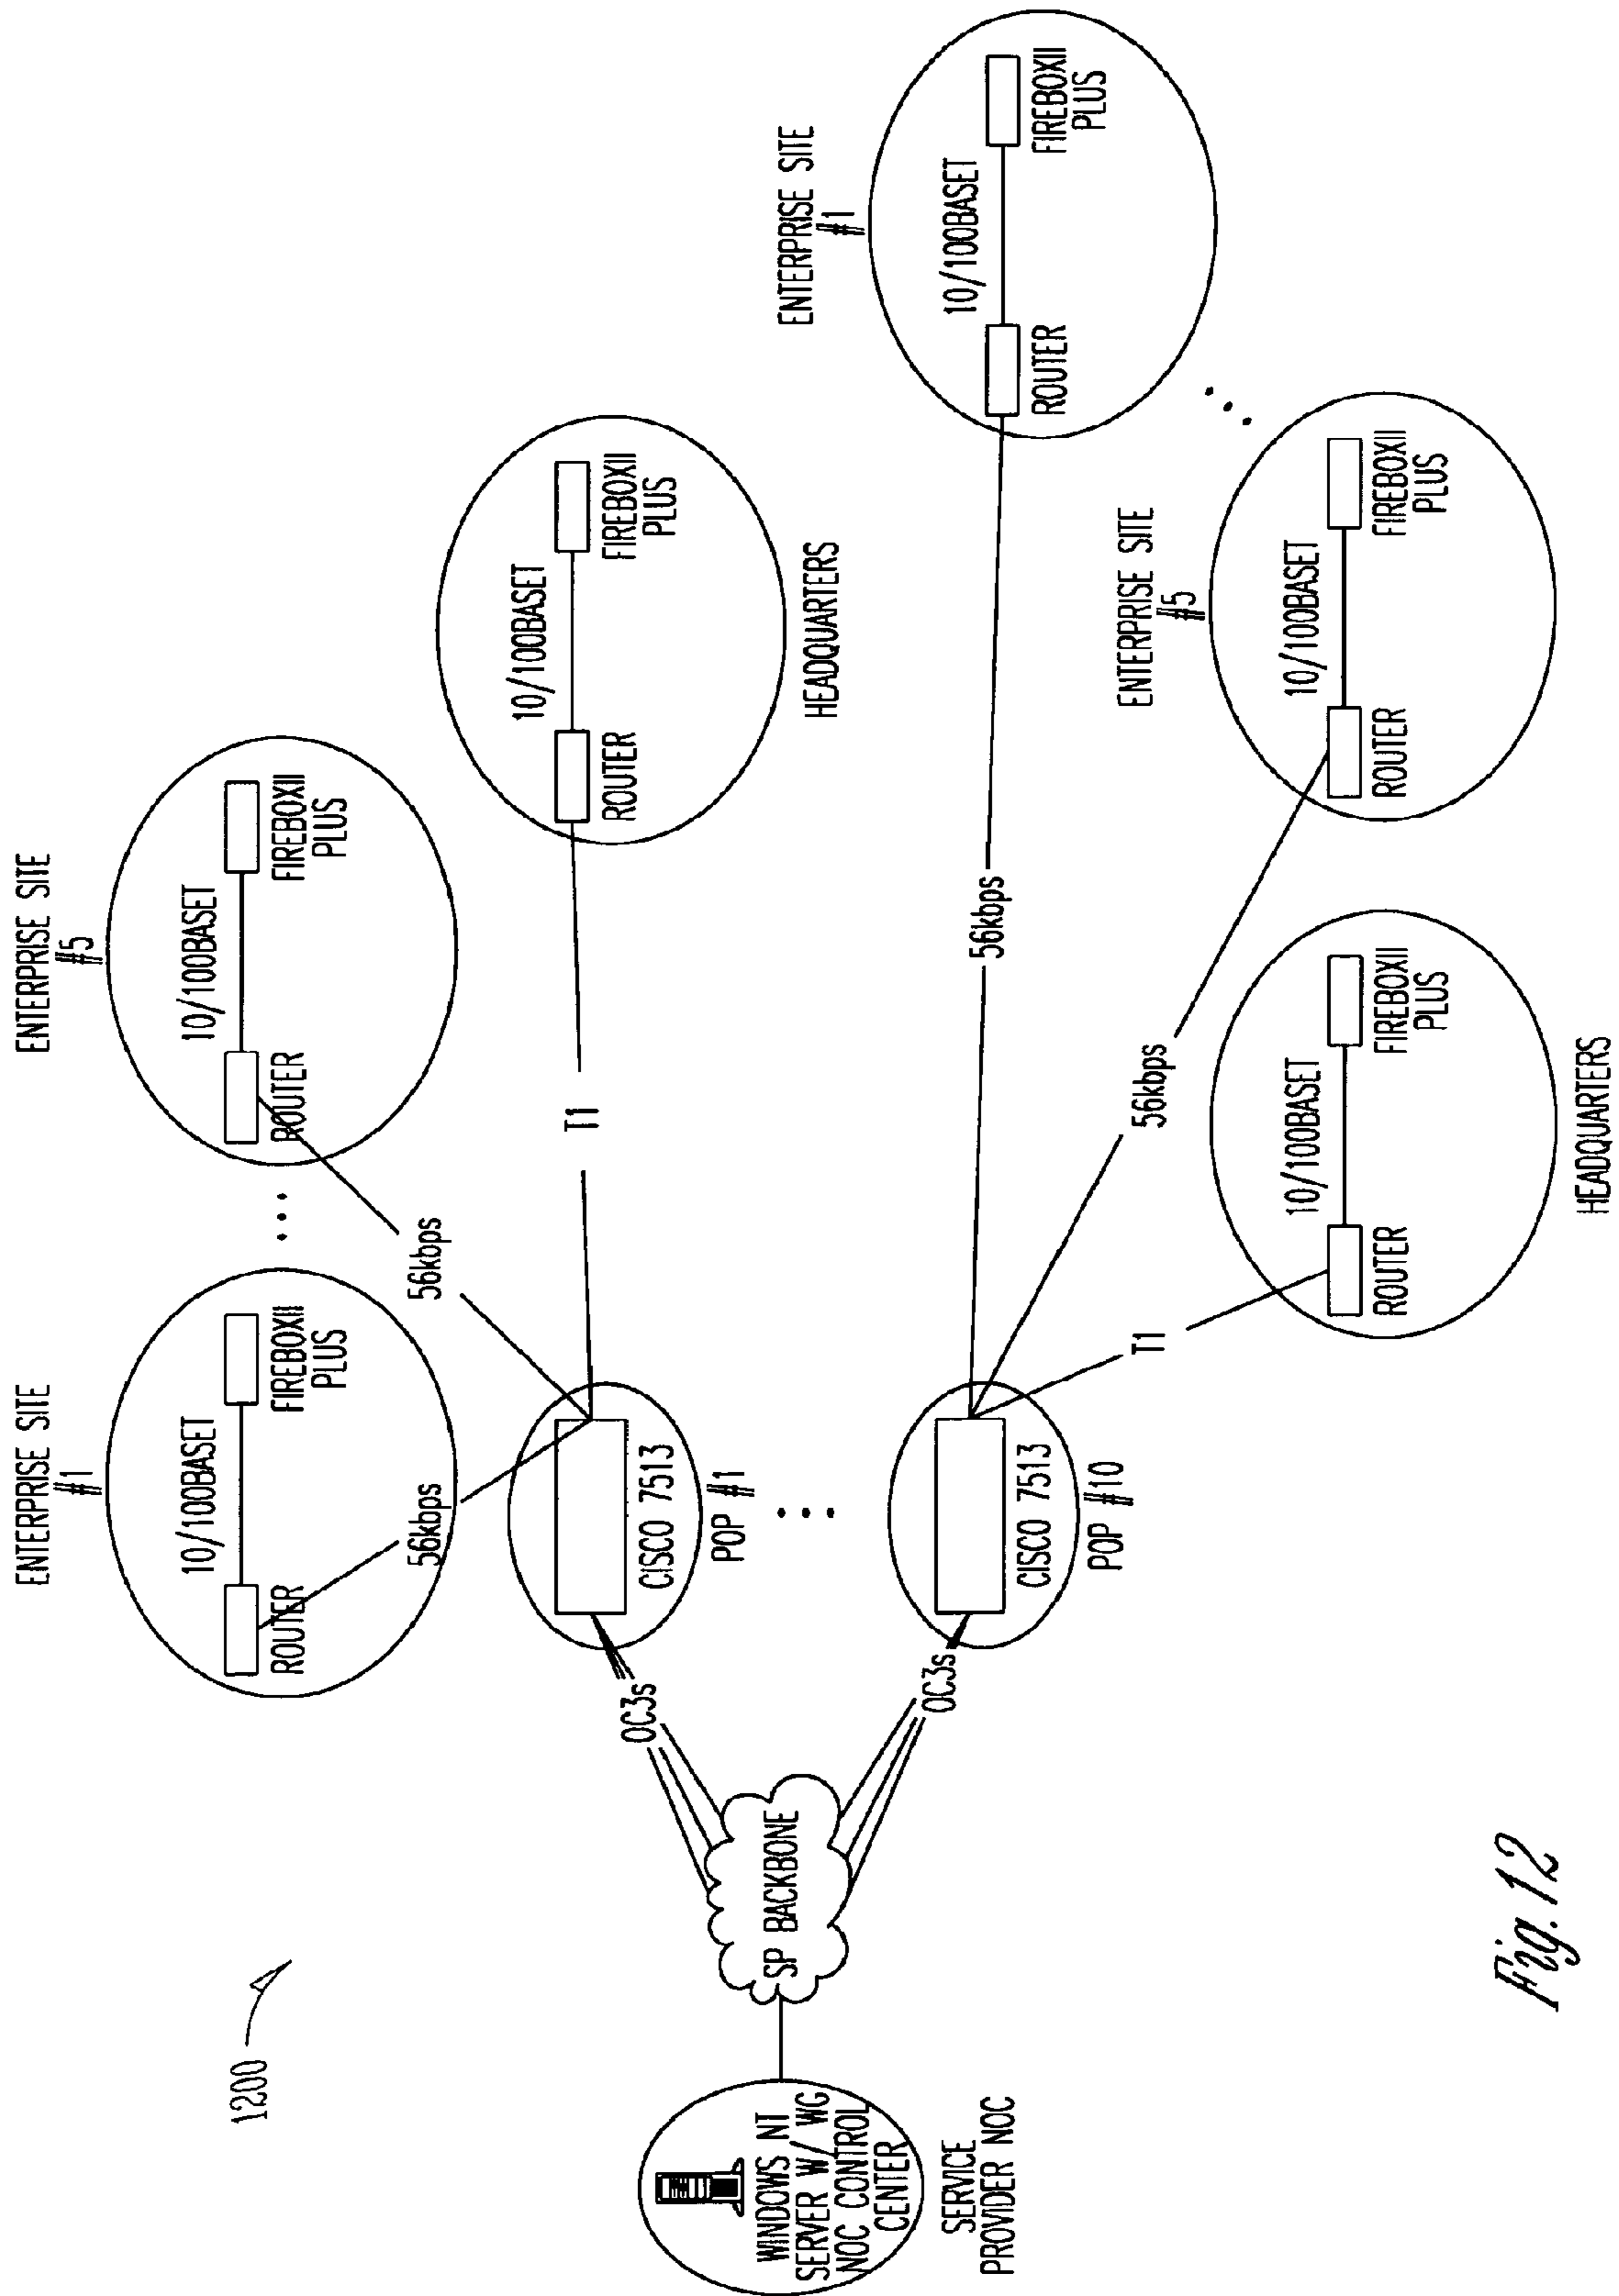 1200
ENTERPRISE SITE
#1
10/100BASET
ROUTER
FIREBOXII
PLUS
56kbps
ENTERPRISE SITE
#5
10/100BASET
ROUTER
FIREBOXII
PLUS
56kbps
10/100BASET
ROUTER
FIREBOXII
PLUS
HEADQUARTERS
T1
CISCO 7513
POP #1
OC3s
WINDOWS NT
SERVER W/ WG
NOC CONTROL
CENTER
SERVICE
PROVIDER NOC
SP BACKBONE
OC3s
CISCO 7513
POP #10
56kbps
ENTERPRISE SITE
#1
10/100BASET
ROUTER
FIREBOXII
PLUS
56kbps
ENTERPRISE SITE
#5
10/100BASET
ROUTER
FIREBOXII
PLUS
T1
10/100BASET
ROUTER
FIREBOXII
PLUS
HEADQUARTERS
Fig. 12